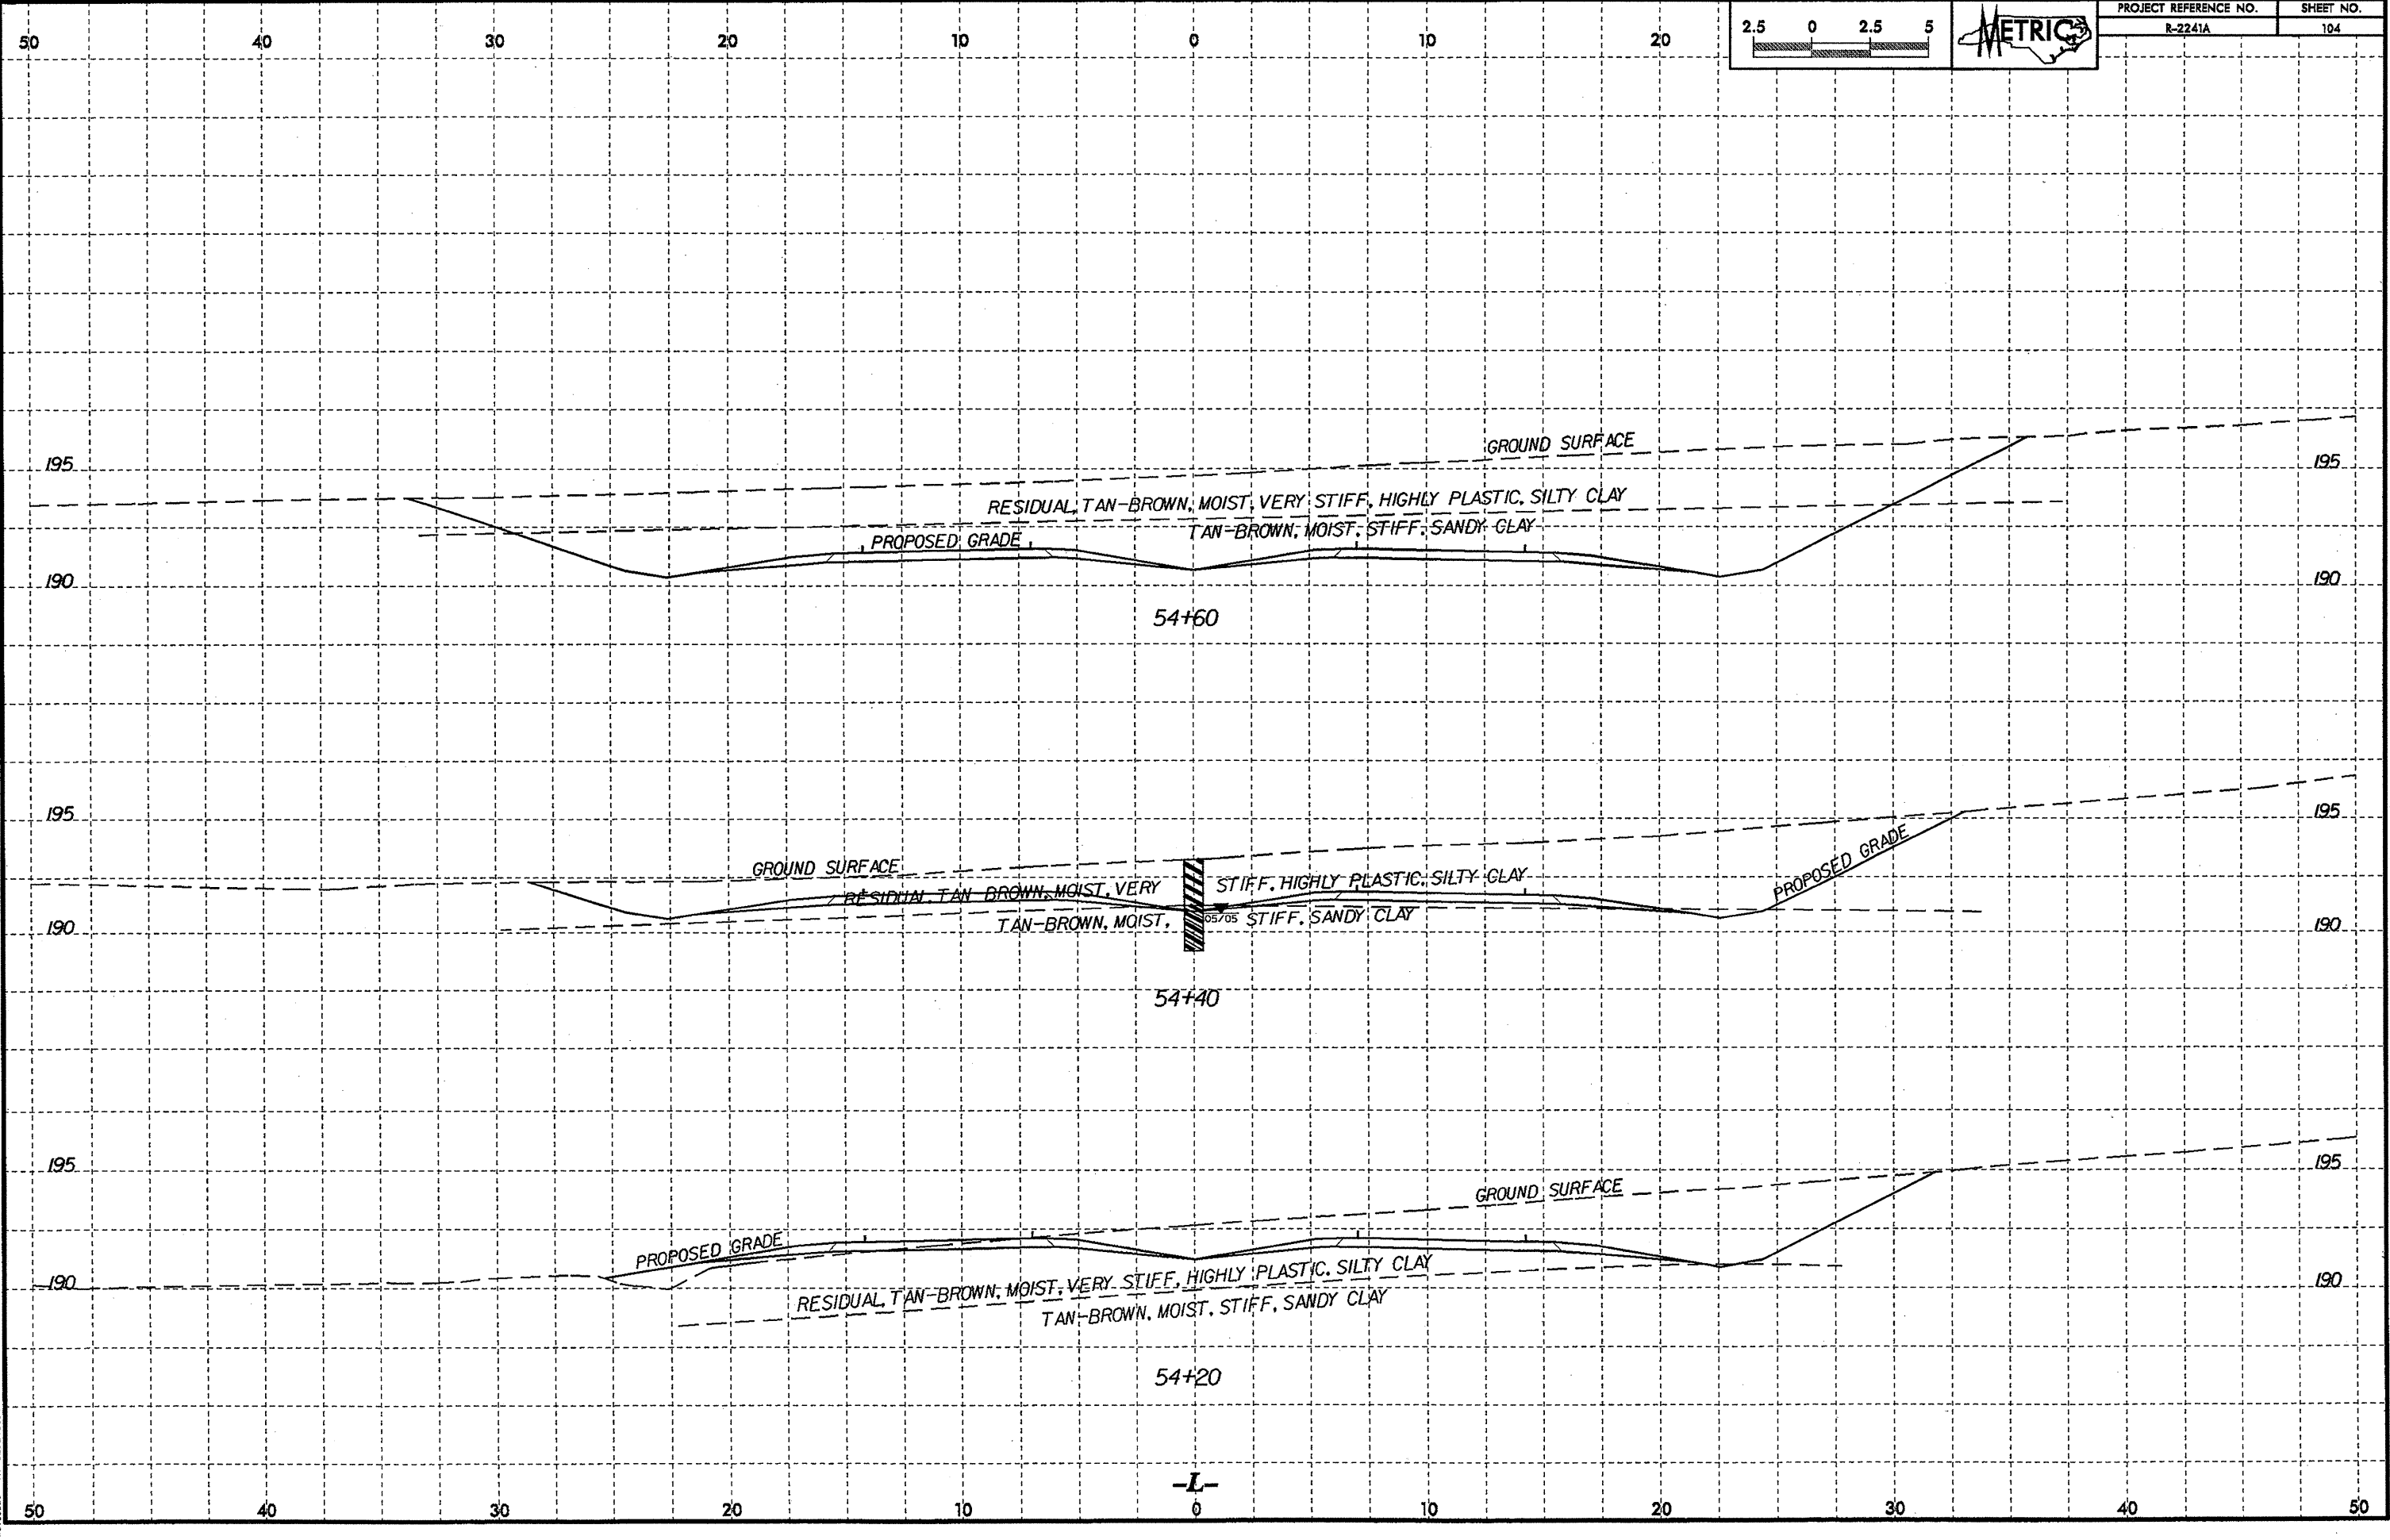 PROJECT REFERENCE NO. SHEET NO.
R-2241A 104
2.5 0 2.5 5
METRIC
50 40 30 20 10 0 10 20
GROUND SURFACE
195 195
RESIDUAL, TAN-BROWN, MOIST, VERY STIFF, HIGHLY PLASTIC, SILTY CLAY
TAN-BROWN, MOIST, STIFF, SANDY CLAY
PROPOSED GRADE
190 190
54+60
195 195
GROUND SURFACE
PROPOSED GRADE
RESIDUAL, TAN-BROWN, MOIST, VERY STIFF, HIGHLY PLASTIC, SILTY CLAY
TAN-BROWN, MOIST, 05/05 STIFF, SANDY CLAY
190 190
54+40
195 195
GROUND SURFACE
PROPOSED GRADE
190 190
RESIDUAL, TAN-BROWN, MOIST, VERY STIFF, HIGHLY PLASTIC, SILTY CLAY
TAN-BROWN, MOIST, STIFF, SANDY CLAY
54+20
-L-
50 40 30 20 10 0 10 20 30 40 50